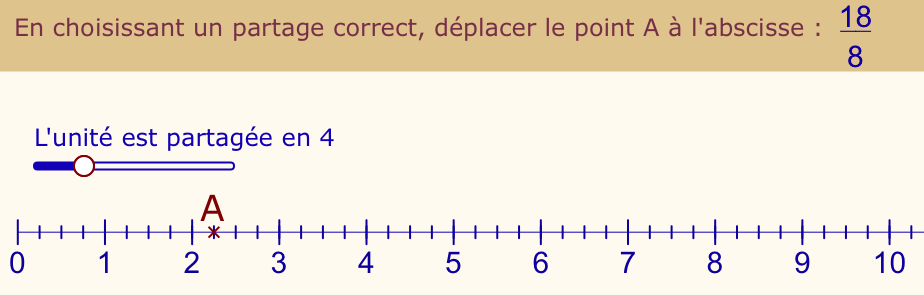 En choisissant un partage correct, déplacer le point A à l'abscisse : 18/8
L'unité est partagée en 4
A
0 1 2 3 4 5 6 7 8 9 10